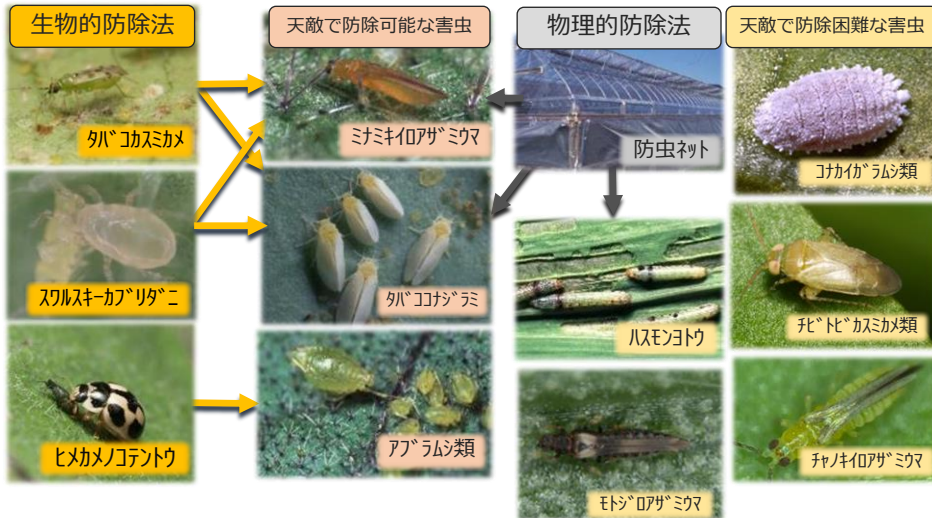 生物的防除法
天敵で防除可能な害虫
物理的防除法
天敵で防除困難な害虫
ﾀﾊﾞｺｶｽﾐｶﾒ
ﾐﾅﾐｷｲﾛｱｻﾞﾐｳﾏ
防虫ネット
ｺﾅｶｲｶﾞﾗﾑｼ類
ｽﾜﾙｽｷｰｶﾌﾞﾘﾀﾞﾆ
ﾀﾊﾞｺｺﾅｼﾞﾗﾐ
ﾊｽﾓﾝﾖﾄｳ
ﾁﾋﾞﾄﾋﾞｶｽﾐｶﾒ類
ﾋﾒｶﾒﾉｺﾃﾝﾄｳ
ｱﾌﾞﾗﾑｼ類
ﾓﾄｼﾞﾛｱｻﾞﾐｳﾏ
ﾁｬﾉｷｲﾛｱｻﾞﾐｳﾏ